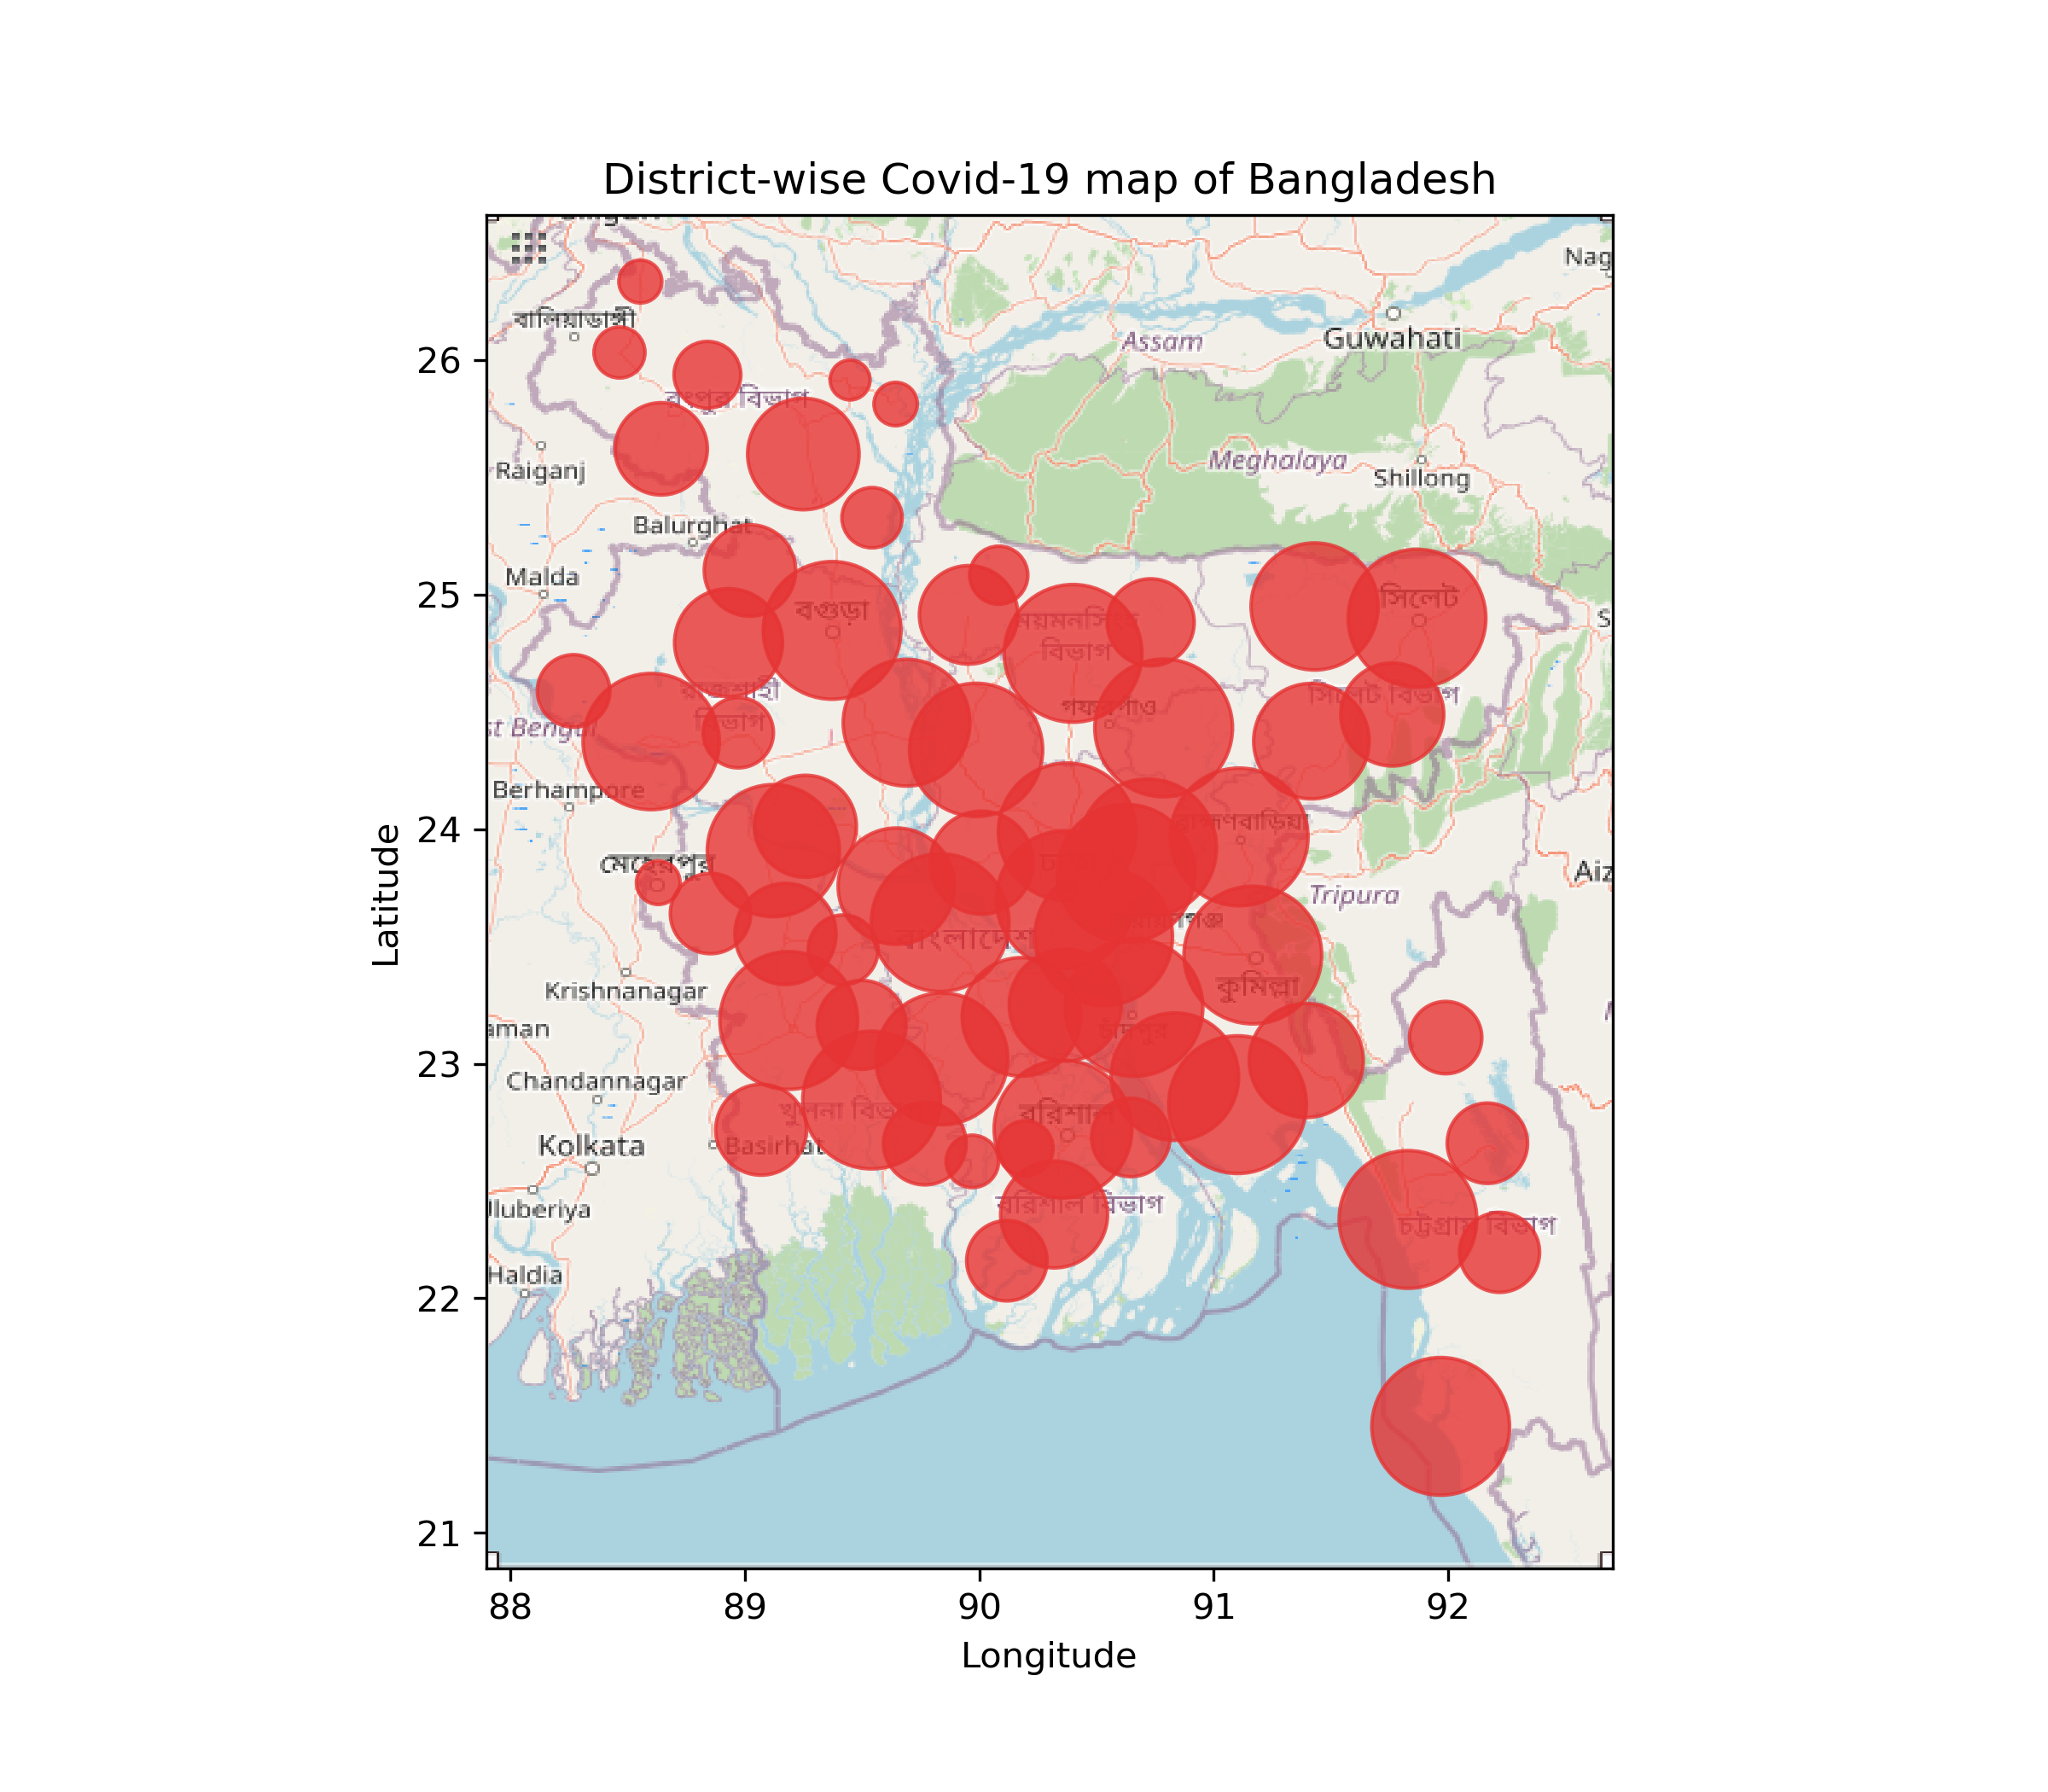 District-wise Covid-19 map of Bangladesh
Nag
বালিয়াডাঙ্গী
Guwahati
Assam
26
রংপুর বিভাগ
Meghalaya
Raiganj
Shillong
Balurghat
Malda
25
বগুড়া
সিলেট
ময়মনসিংহ
বিভাগ
রাজশাহী
বিভাগ
সিলেট বিভাগ
গফরগাঁও
st Bengal
Berhampore
24
ব্রাহ্মণবাড়িয়া
মেহেরপুর
Aiz
Tripura
Latitude
বাংলাদেশ
Krishnanagar
কুমিল্লা
aman
চাঁদপুর
23
Chandannagar
খুলনা বিভাগ
বরিশাল
Kolkata
Basirhat
Uluberiya
বরিশাল বিভাগ
চট্টগ্রাম বিভাগ
Haldia
22
21
88 89 90 91 92
Longitude